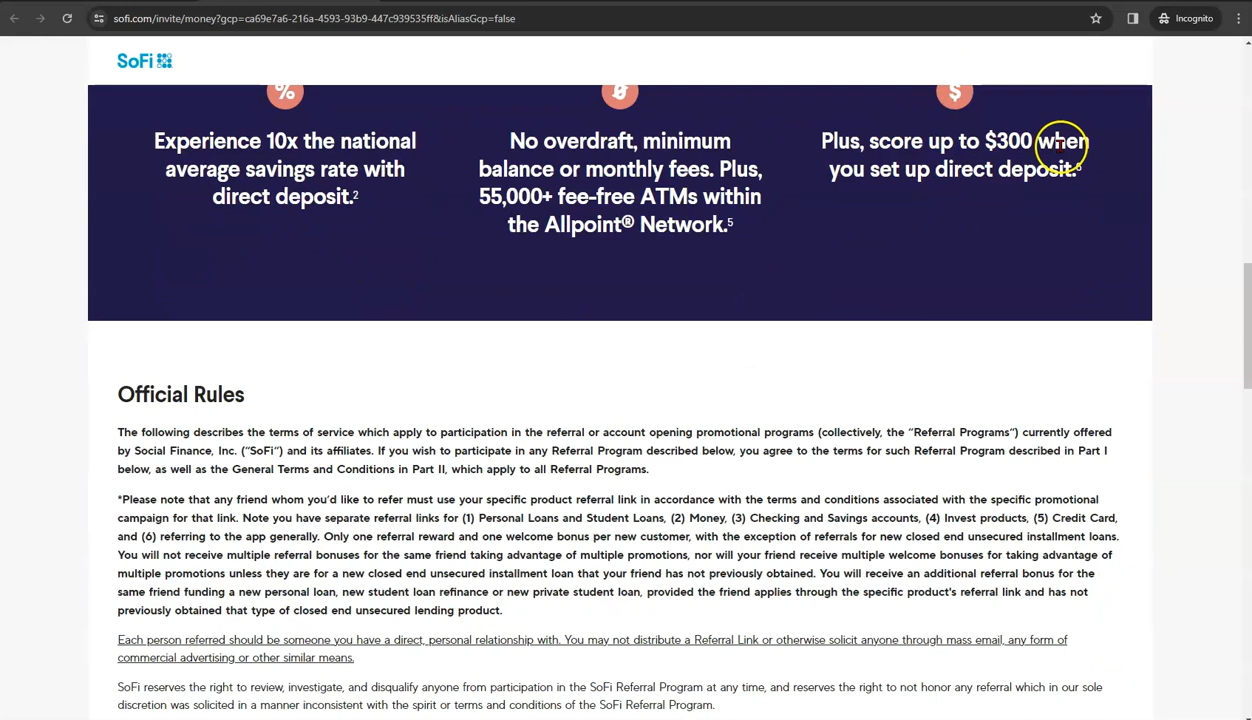 sofi.com/invite/money?gcp=ca69e7a6-216a-4593-93b9-447c939535ff&isAliasGcp=false
Incognito
SoFi
%
$
Experience 10x the national
average savings rate with
direct deposit.2
No overdraft, minimum
balance or monthly fees. Plus,
55,000+ fee-free ATMs within
the Allpoint® Network.5
Plus, score up to $300 when
you set up direct deposit.6
Official Rules
The following describes the terms of service which apply to participation in the referral or account opening promotional programs (collectively, the “Referral Programs”) currently offered
by Social Finance, Inc. (“SoFi”) and its affiliates. If you wish to participate in any Referral Program described below, you agree to the terms for such Referral Program described in Part I
below, as well as the General Terms and Conditions in Part II, which apply to all Referral Programs.
*Please note that any friend whom you’d like to refer must use your specific product referral link in accordance with the terms and conditions associated with the specific promotional
campaign for that link. Note you have separate referral links for (1) Personal Loans and Student Loans, (2) Money, (3) Checking and Savings accounts, (4) Invest products, (5) Credit Card,
and (6) referring to the app generally. Only one referral reward and one welcome bonus per new customer, with the exception of referrals for new closed end unsecured installment loans.
You will not receive multiple referral bonuses for the same friend taking advantage of multiple promotions, nor will your friend receive multiple welcome bonuses for taking advantage of
multiple promotions unless they are for a new closed end unsecured installment loan that your friend has not previously obtained. You will receive an additional referral bonus for the
same friend funding a new personal loan, new student loan refinance or new private student loan, provided the friend applies through the specific product's referral link and has not
previously obtained that type of closed end unsecured lending product.
Each person referred should be someone you have a direct, personal relationship with. You may not distribute a Referral Link or otherwise solicit anyone through mass email, any form of
commercial advertising or other similar means.
SoFi reserves the right to review, investigate, and disqualify anyone from participation in the SoFi Referral Program at any time, and reserves the right to not honor any referral which in our sole
discretion was solicited in a manner inconsistent with the spirit or terms and conditions of the SoFi Referral Program.